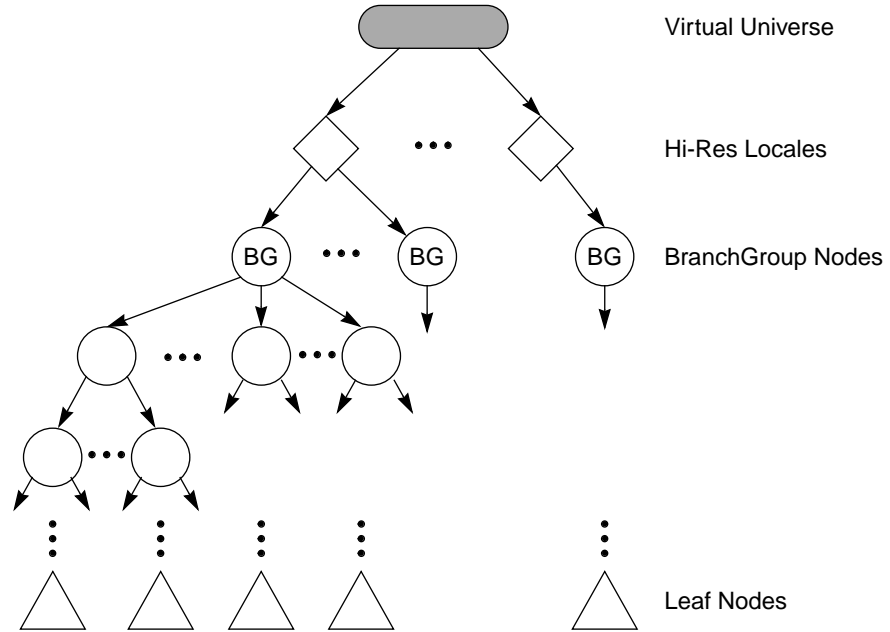 Virtual Universe
Hi-Res Locales
BG BG BG BranchGroup Nodes
Leaf Nodes